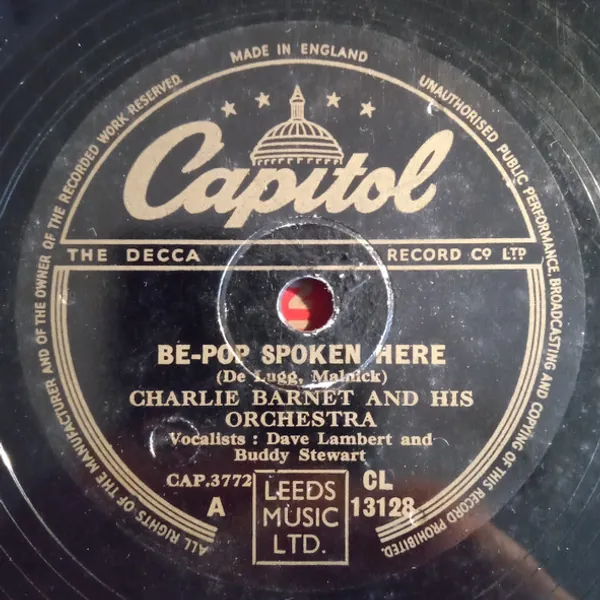 MADE IN ENGLAND
ALL RIGHTS OF THE MANUFACTURER AND OF THE OWNER OF THE RECORDED WORK RESERVED.
UNAUTHORISED PUBLIC PERFORMANCE, BROADCASTING AND COPYING OF THIS RECORD PROHIBITED.
Capitol
THE DECCA RECORD CO LTD
BE-POP SPOKEN HERE
(De Lugg, Malnick)
CHARLIE BARNET AND HIS
ORCHESTRA
Vocalists : Dave Lambert and
Buddy Stewart
CAP.3772 CL
A 13128
LEEDS
MUSIC
LTD.